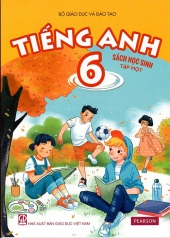 BỘ GIÁO DỤC VÀ ĐÀO TẠO
TIẾNG ANH
6
SÁCH HỌC SINH
TẬP MỘT
NHÀ XUẤT BẢN GIÁO DỤC VIỆT NAM
PEARSON